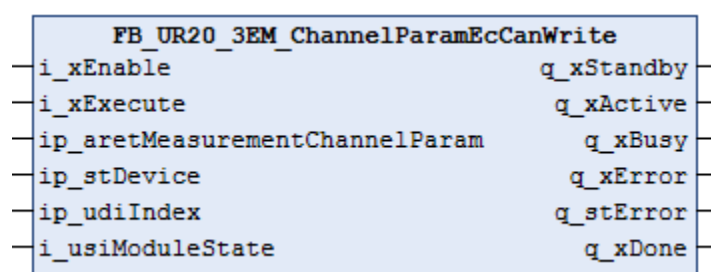 FB_UR20_3EM_ChannelParamEcCanWrite
i_xEnable q_xStandby
i_xExecute q_xActive
ip_aretMeasurementChannelParam q_xBusy
ip_stDevice q_xError
ip_udiIndex q_stError
i_usiModuleState q_xDone